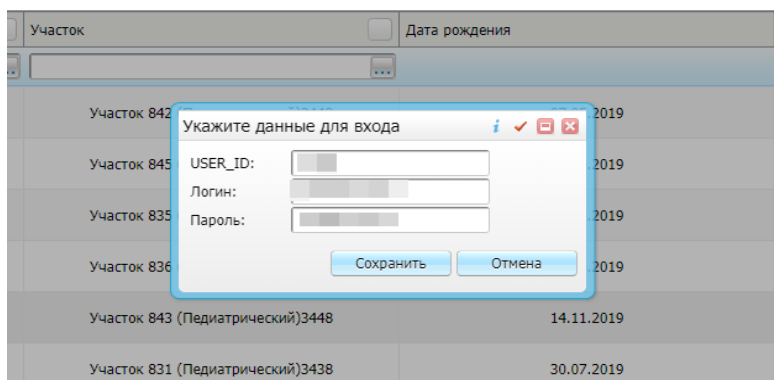 Участок Дата рождения
Участок 842 2019
Укажите данные для входа
USER_ID:
Участок 845 2019
Логин:
Участок 835 2019
Пароль:
Сохранить Отмена
Участок 836 2019
Участок 843 (Педиатрический)3448 14.11.2019
Участок 831 (Педиатрический)3438 30.07.2019